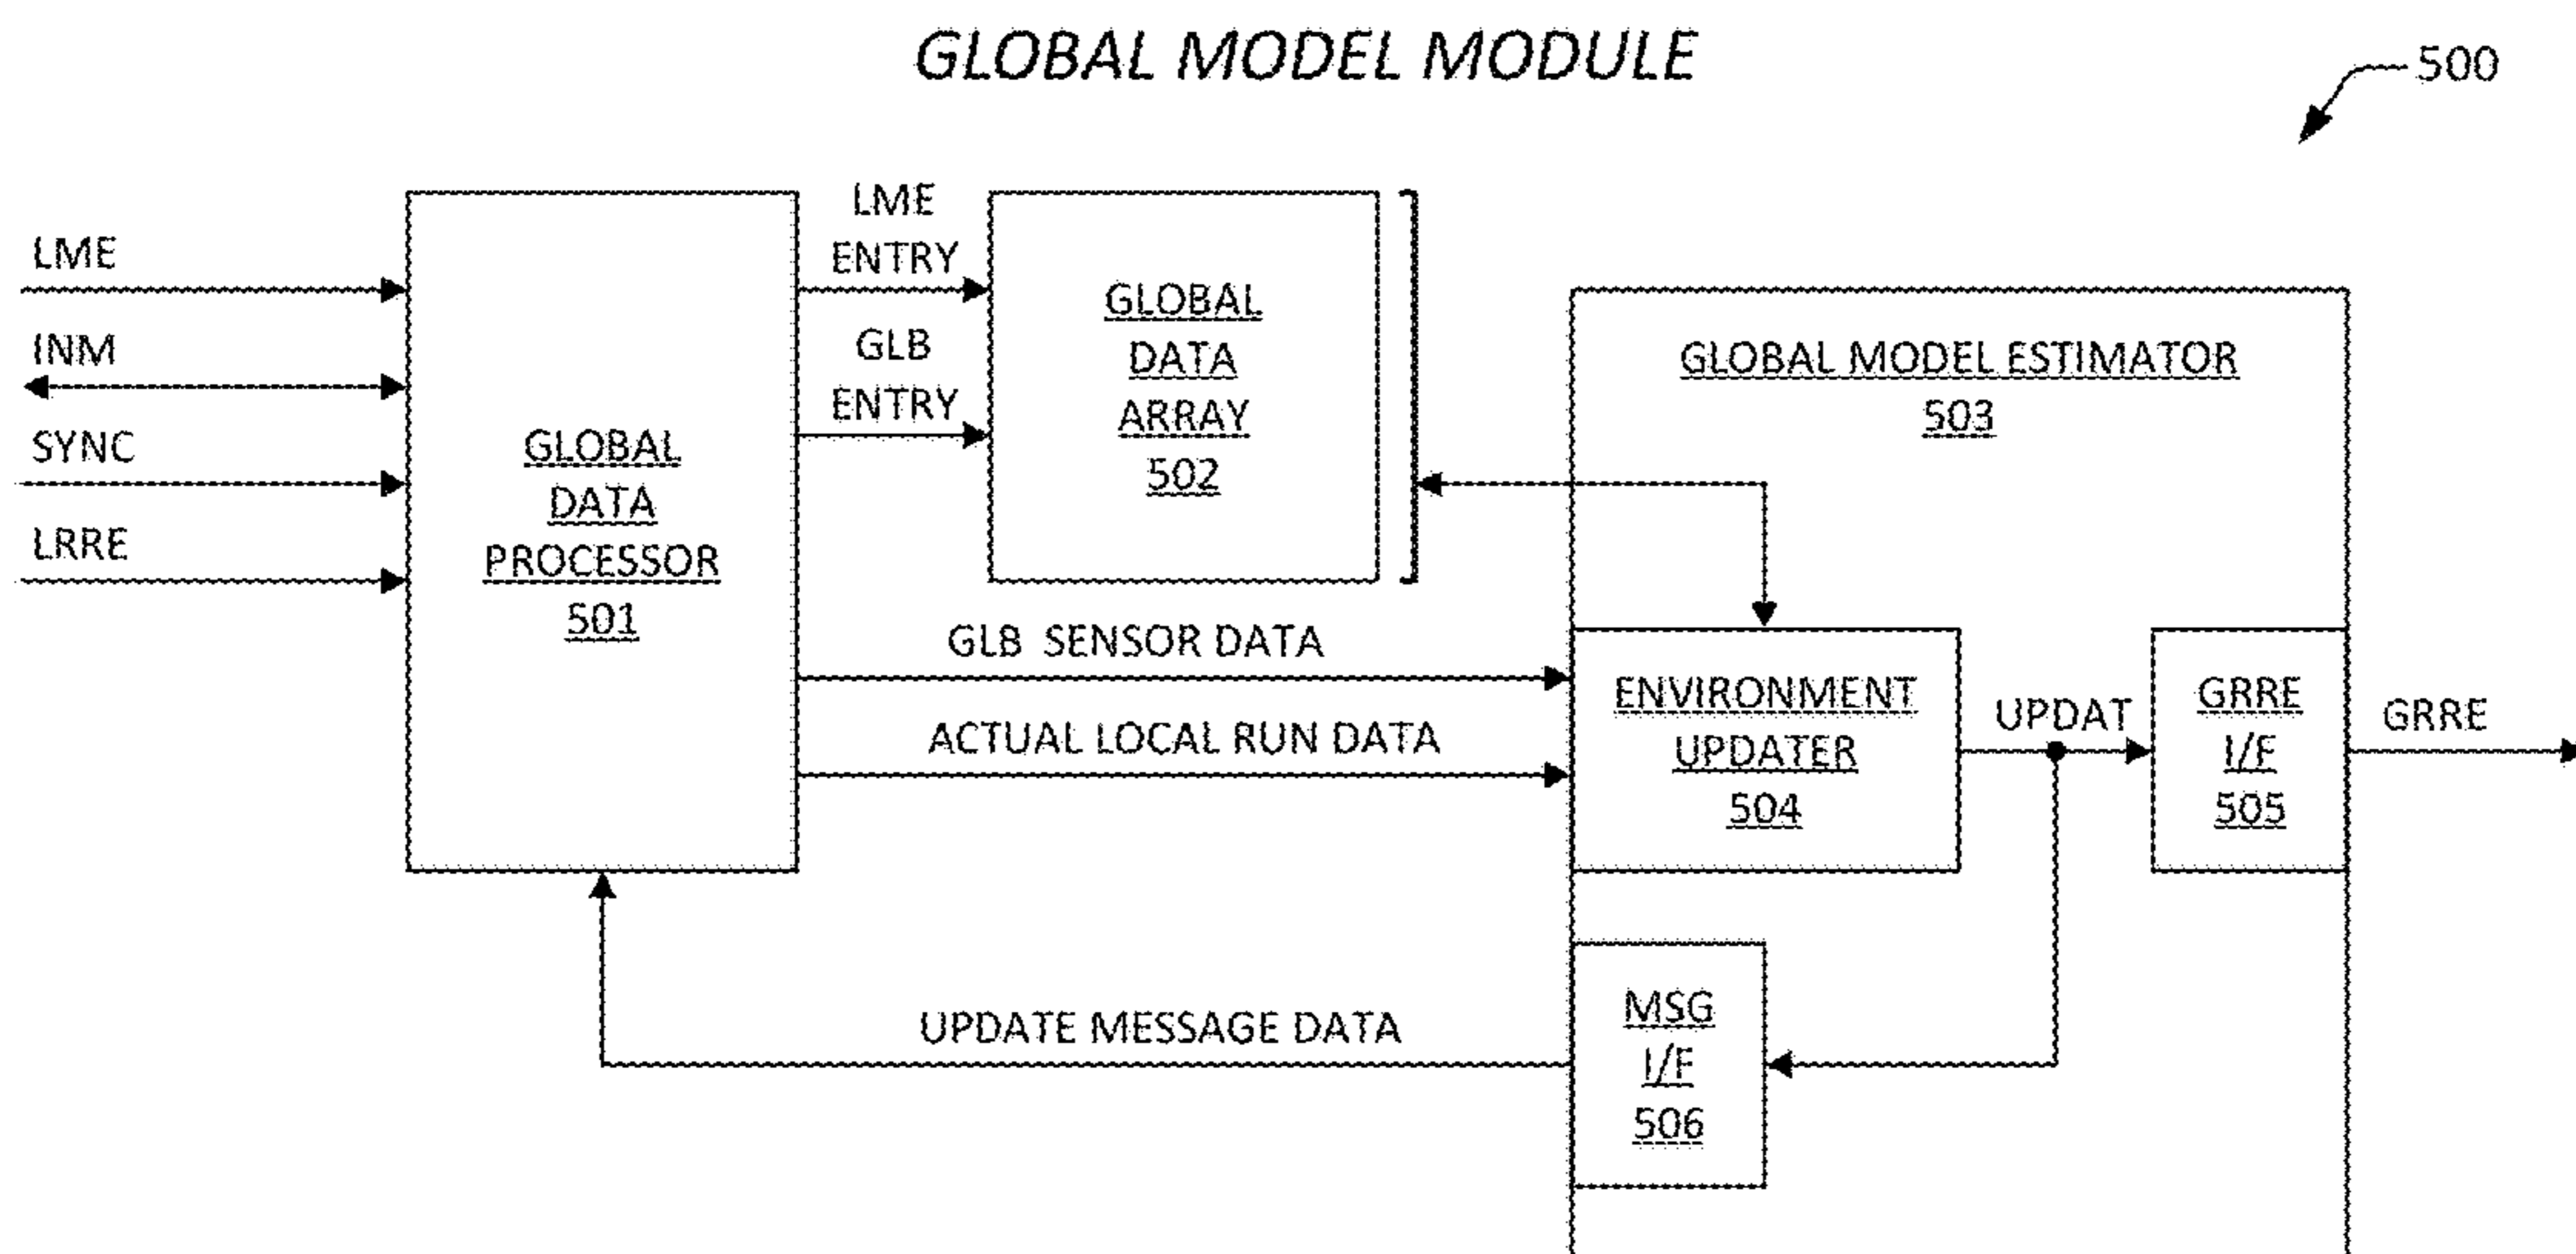 GLOBAL MODEL MODULE
500
LME
INM
SYNC
LRRE
GLOBAL
DATA
PROCESSOR
501
LME
ENTRY
GLB
ENTRY
GLOBAL
DATA
ARRAY
502
GLOBAL MODEL ESTIMATOR
503
GLB SENSOR DATA
ACTUAL LOCAL RUN DATA
ENVIRONMENT
UPDATER
504
UPDAT
GRRE
I/F
505
GRRE
UPDATE MESSAGE DATA
MSG
I/F
506